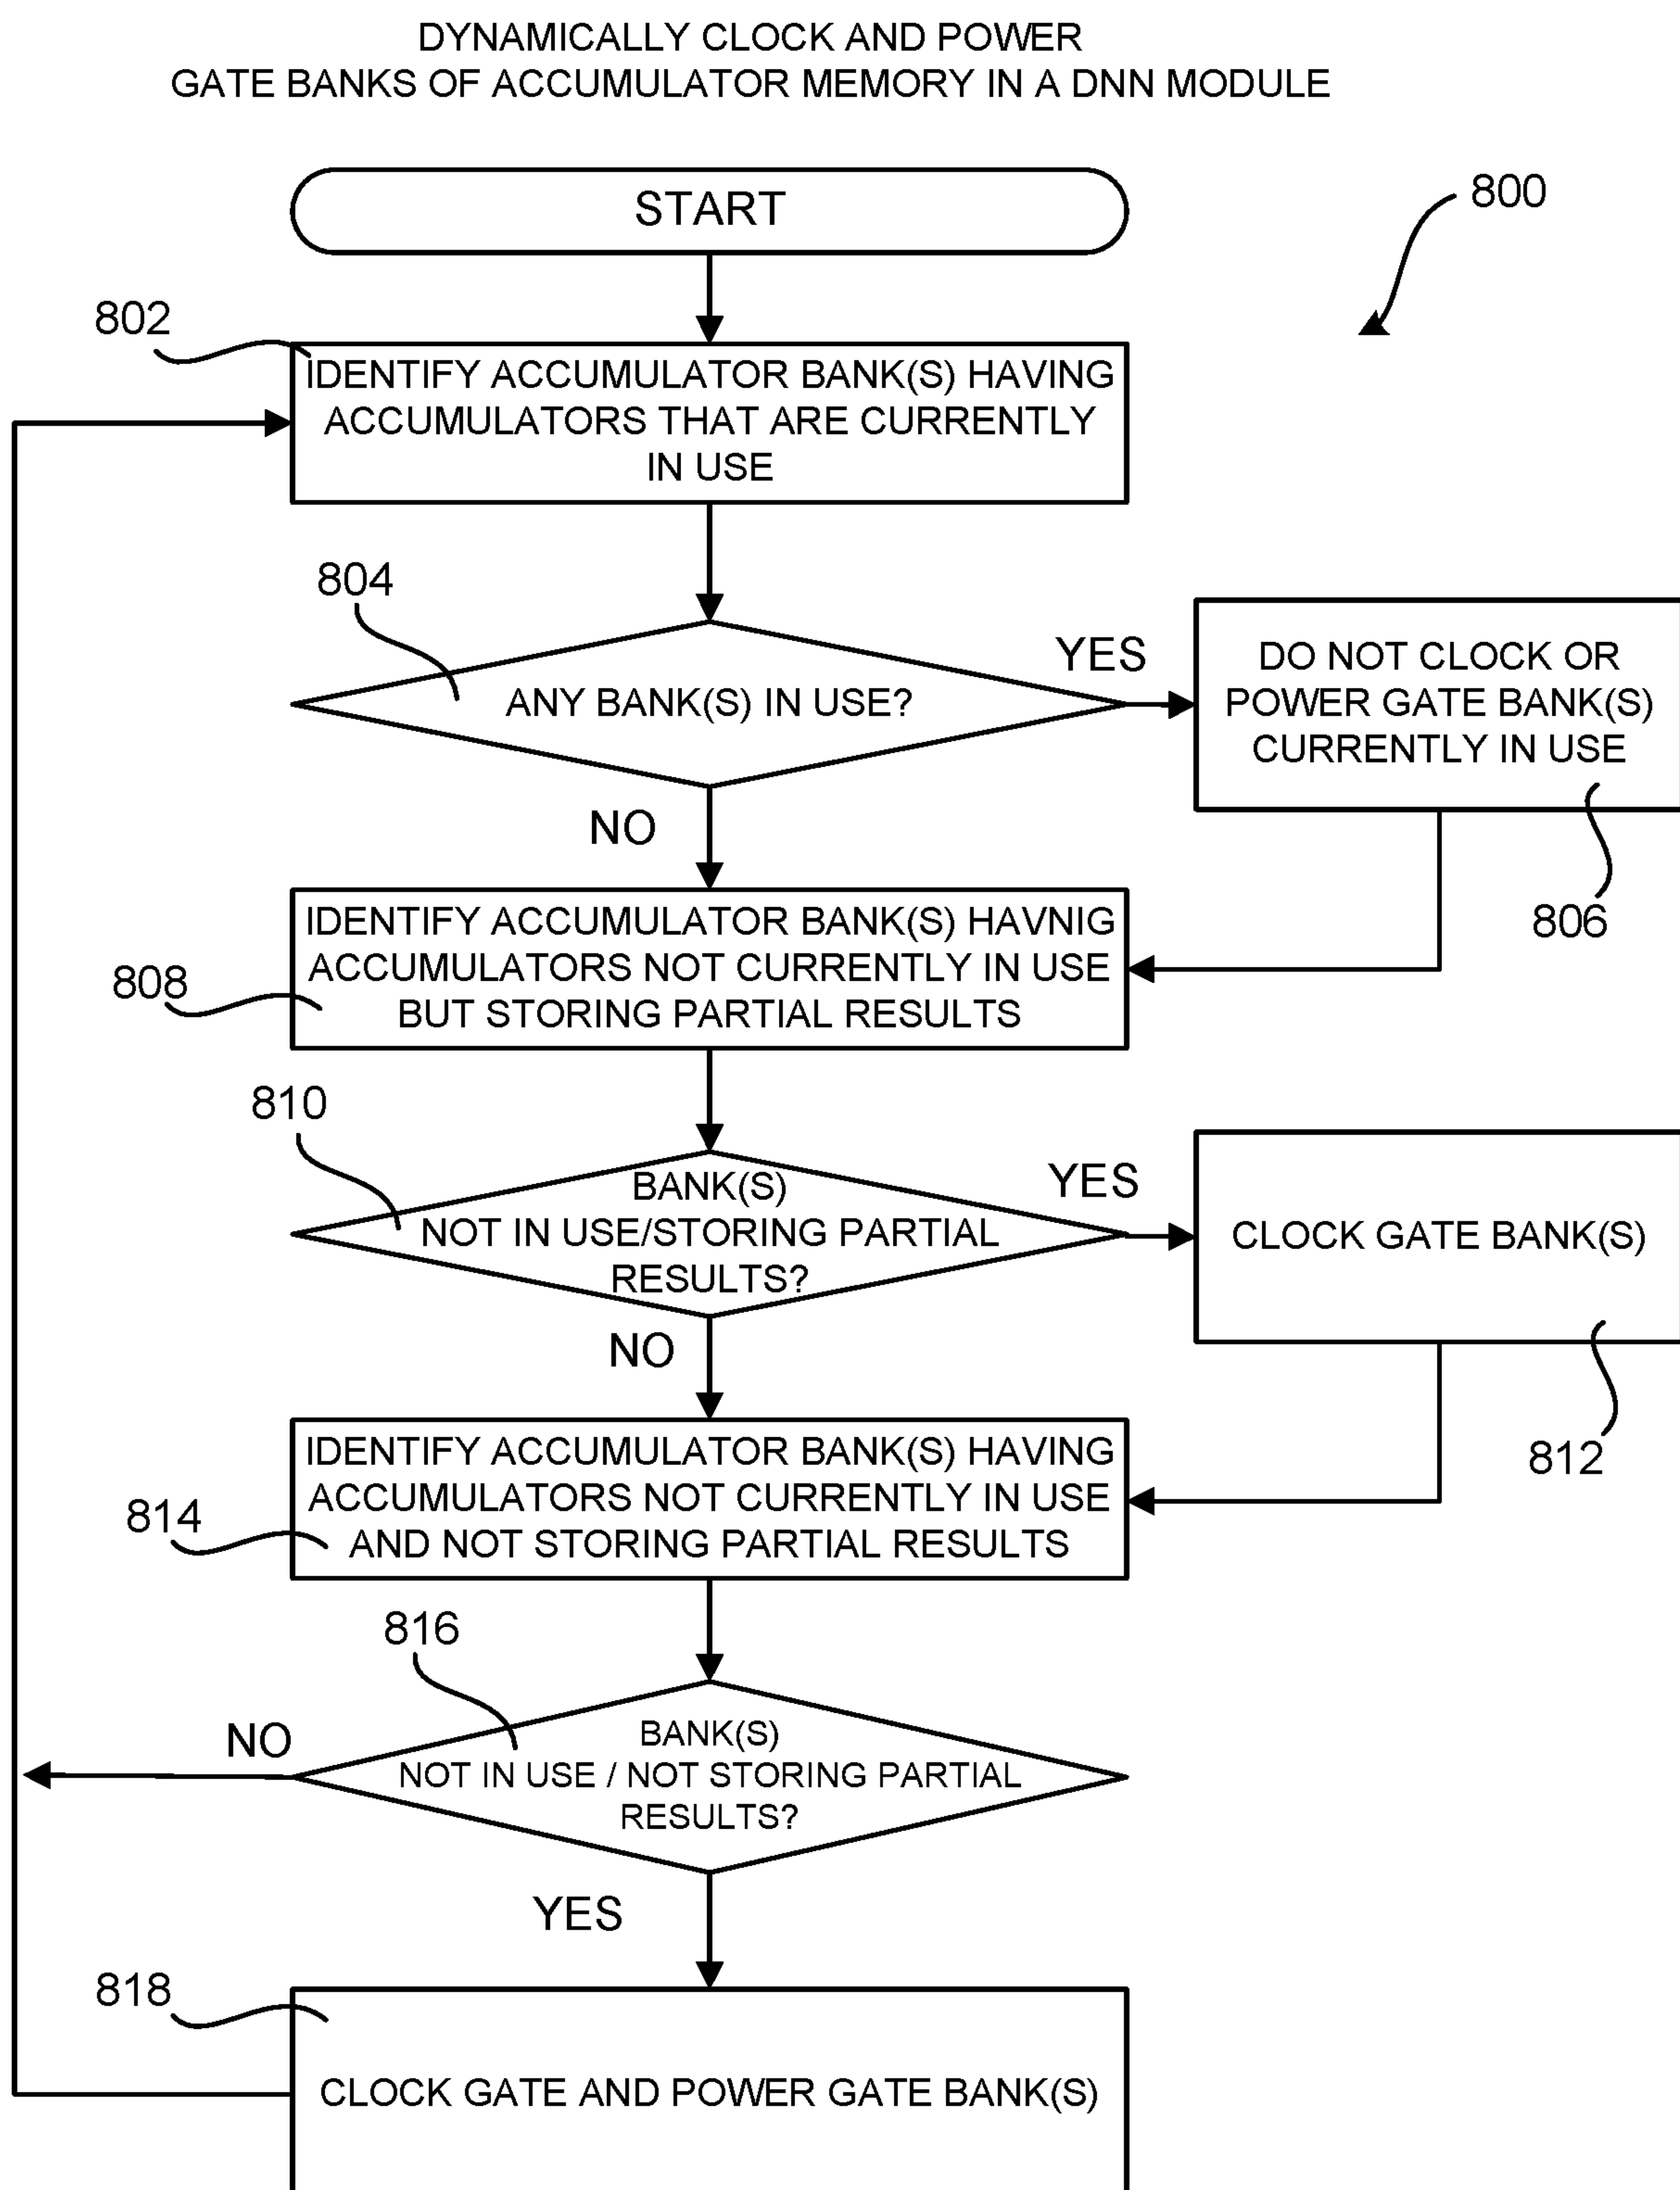 DYNAMICALLY CLOCK AND POWER
GATE BANKS OF ACCUMULATOR MEMORY IN A DNN MODULE
START
800
802
IDENTIFY ACCUMULATOR BANK(S) HAVING
ACCUMULATORS THAT ARE CURRENTLY
IN USE
804
ANY BANK(S) IN USE?
YES
DO NOT CLOCK OR
POWER GATE BANK(S)
CURRENTLY IN USE
806
NO
808
IDENTIFY ACCUMULATOR BANK(S) HAVNIG
ACCUMULATORS NOT CURRENTLY IN USE
BUT STORING PARTIAL RESULTS
810
BANK(S)
NOT IN USE/STORING PARTIAL
RESULTS?
YES
CLOCK GATE BANK(S)
812
NO
814
IDENTIFY ACCUMULATOR BANK(S) HAVING
ACCUMULATORS NOT CURRENTLY IN USE
AND NOT STORING PARTIAL RESULTS
816
BANK(S)
NOT IN USE / NOT STORING PARTIAL
RESULTS?
NO
YES
818
CLOCK GATE AND POWER GATE BANK(S)